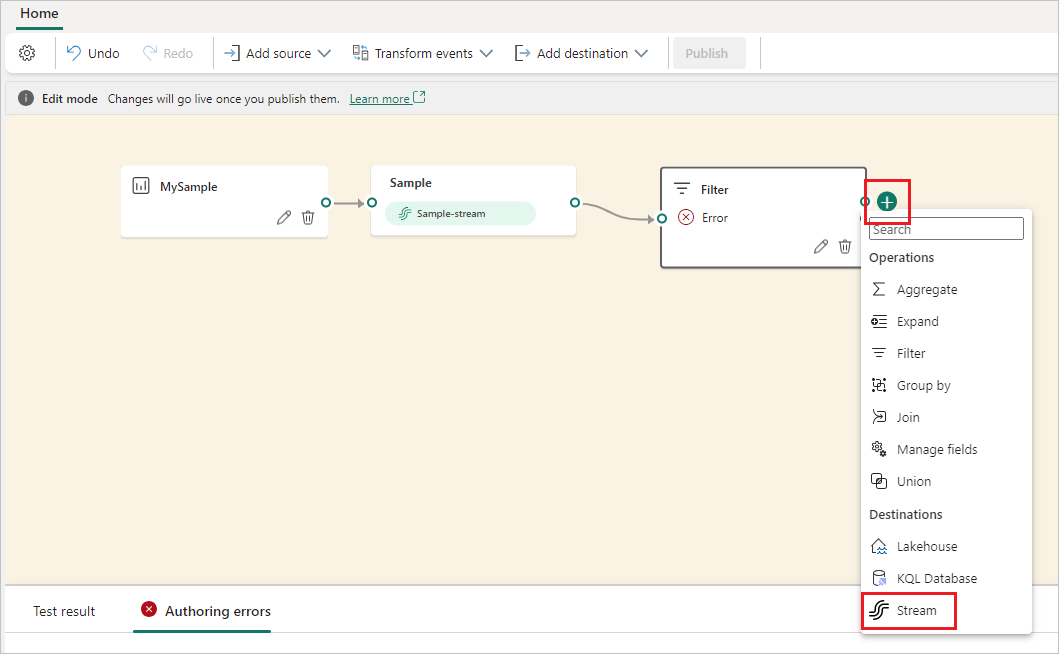 Home
Undo Redo Add source Transform events Add destination Publish
Edit mode Changes will go live once you publish them. Learn more
MySample
Sample
Sample-stream
Filter
Error
Search
Operations
Aggregate
Expand
Filter
Group by
Join
Manage fields
Union
Destinations
Lakehouse
KQL Database
Stream
Test result Authoring errors